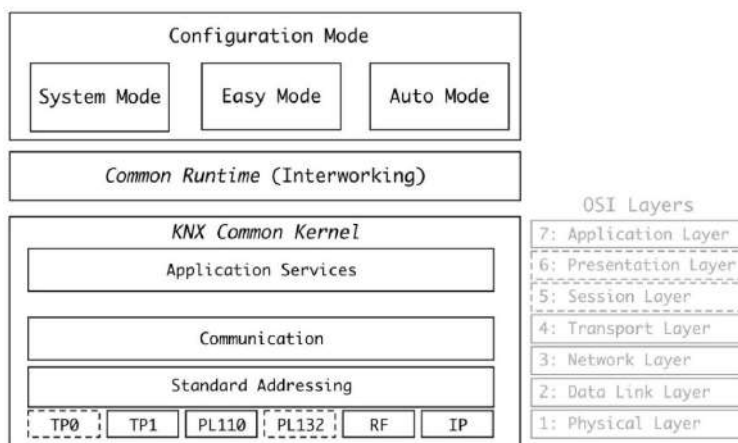 Configuration Mode
System Mode Easy Mode Auto Mode
Common Runtime (Interworking)
KNX Common Kernel
Application Services
Communication
Standard Addressing
TP0 TP1 PL110 PL132 RF IP
OSI Layers
7: Application Layer
6: Presentation Layer
5: Session Layer
4: Transport Layer
3: Network Layer
2: Data Link Layer
1: Physical Layer